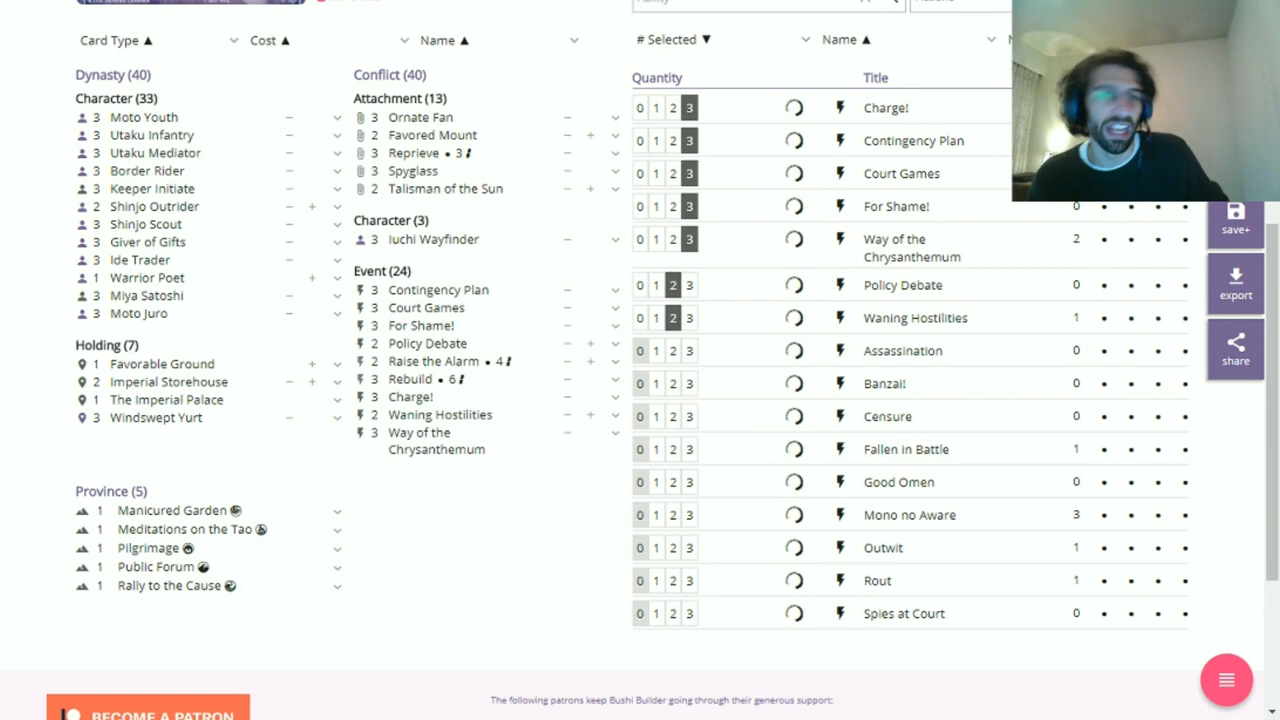 Card Type ▲
Cost ▲
Name ▲
# Selected ▼
Name ▲
Dynasty (40)
Character (33)
3 Moto Youth
3 Utaku Infantry
3 Utaku Mediator
3 Border Rider
3 Keeper Initiate
2 Shinjo Outrider
3 Shinjo Scout
3 Giver of Gifts
3 Ide Trader
1 Warrior Poet
3 Miya Satoshi
3 Moto Juro
Holding (7)
1 Favorable Ground
2 Imperial Storehouse
1 The Imperial Palace
3 Windswept Yurt
Province (5)
1 Manicured Garden
1 Meditations on the Tao
1 Pilgrimage
1 Public Forum
1 Rally to the Cause
Conflict (40)
Attachment (13)
3 Ornate Fan
2 Favored Mount
3 Reprieve • 3
3 Spyglass
2 Talisman of the Sun
Character (3)
3 Iuchi Wayfinder
Event (24)
3 Contingency Plan
3 Court Games
3 For Shame!
2 Policy Debate
2 Raise the Alarm • 4
3 Rebuild • 6
3 Charge!
2 Waning Hostilities
3 Way of the
Chrysanthemum
Quantity Title
0 1 2 3 Charge!
0 1 2 3 Contingency Plan
0 1 2 3 Court Games
0 1 2 3 For Shame! 0
0 1 2 3 Way of the 2
Chrysanthemum
0 1 2 3 Policy Debate 0
0 1 2 3 Waning Hostilities 1
0 1 2 3 Assassination 0
0 1 2 3 Banzai! 0
0 1 2 3 Censure 0
0 1 2 3 Fallen in Battle 1
0 1 2 3 Good Omen 0
0 1 2 3 Mono no Aware 3
0 1 2 3 Outwit 1
0 1 2 3 Rout 1
0 1 2 3 Spies at Court 0
save+
export
share
The following patrons keep Bushi Builder going through their generous support:
BECOME A PATRON